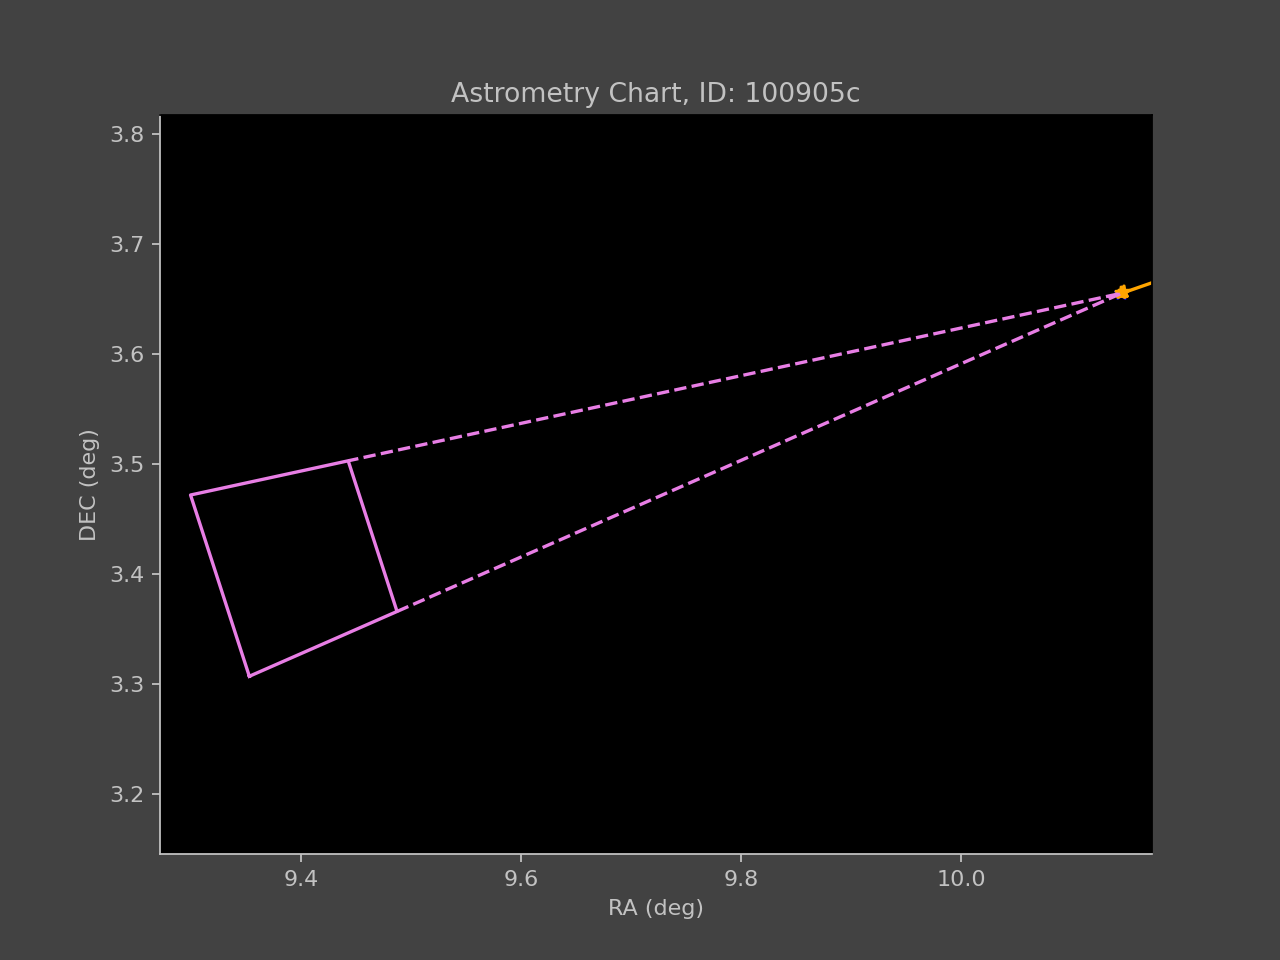 Astrometry Chart, ID: 100905c
3.8
3.7
3.6
3.5
3.4
3.3
3.2
DEC (deg)
9.4 9.6 9.8 10.0
RA (deg)